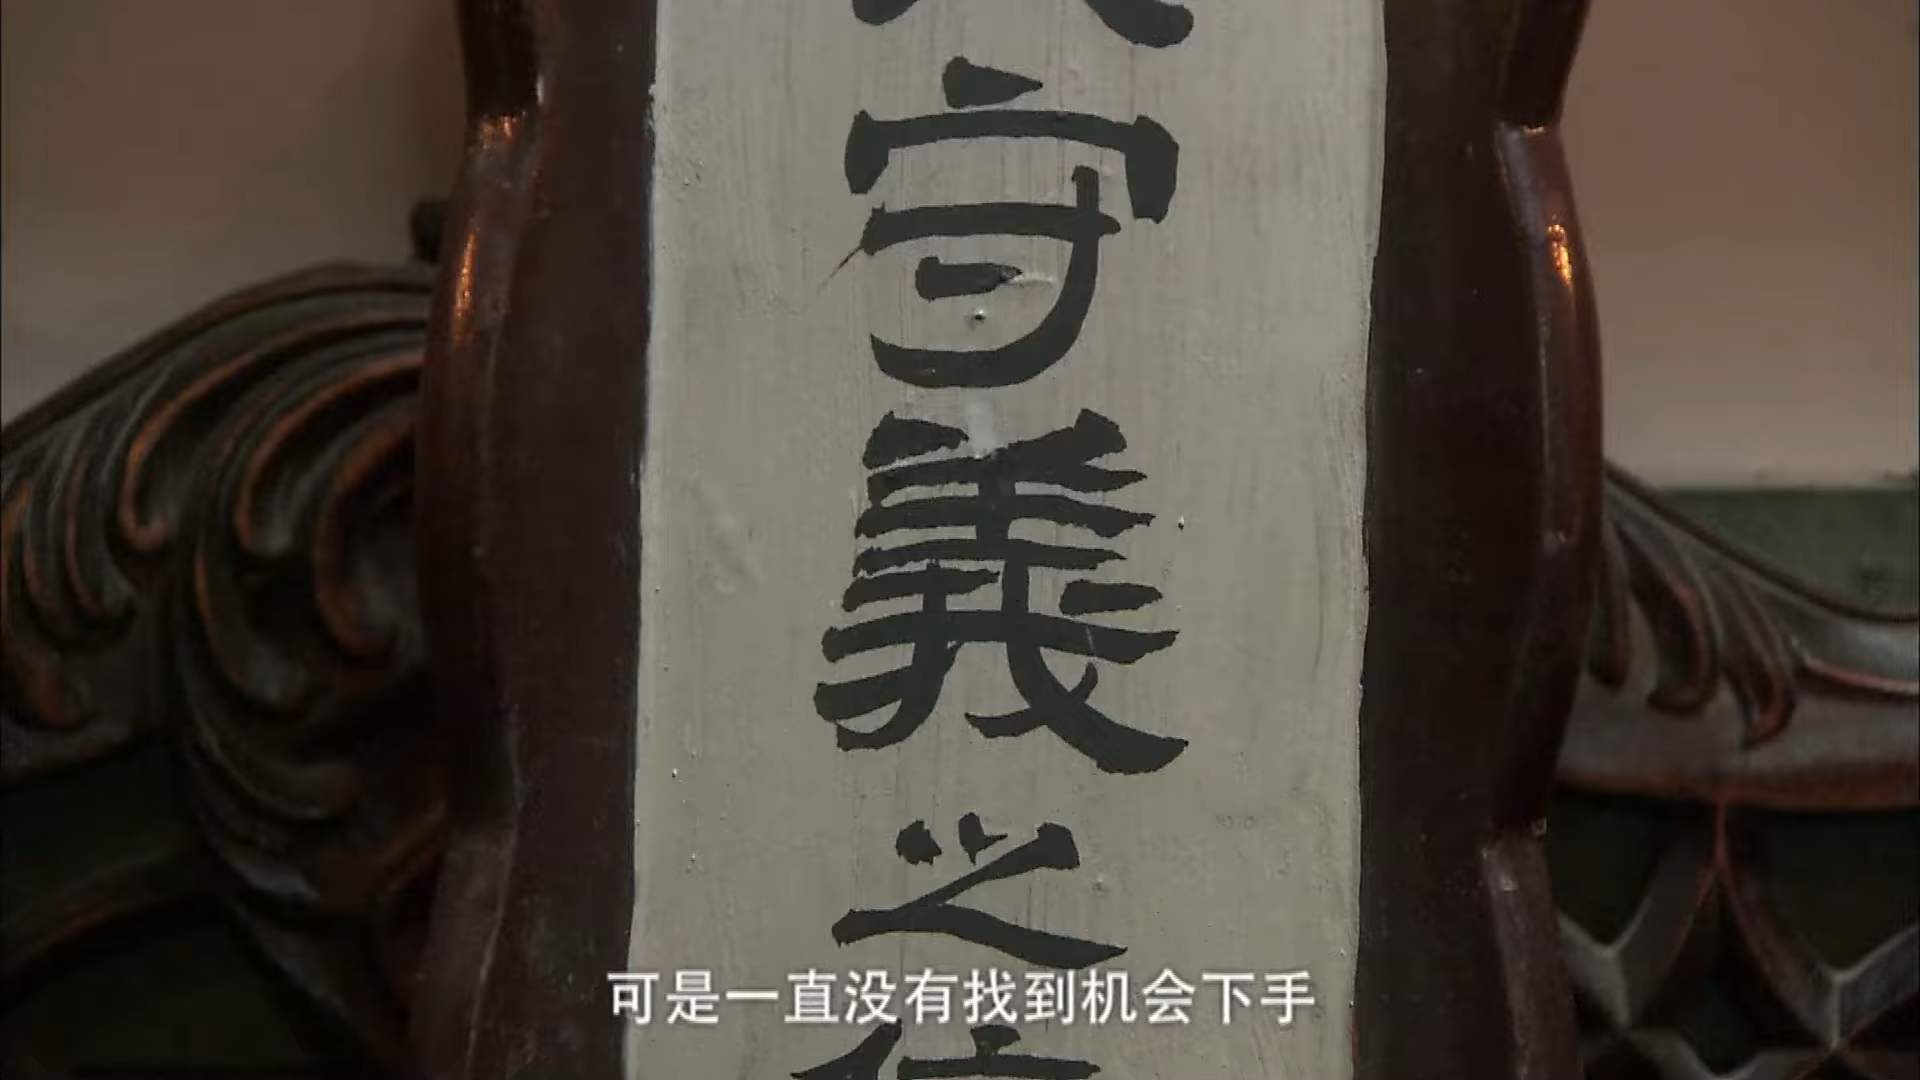 守義之
可是一直没有找到机会下手